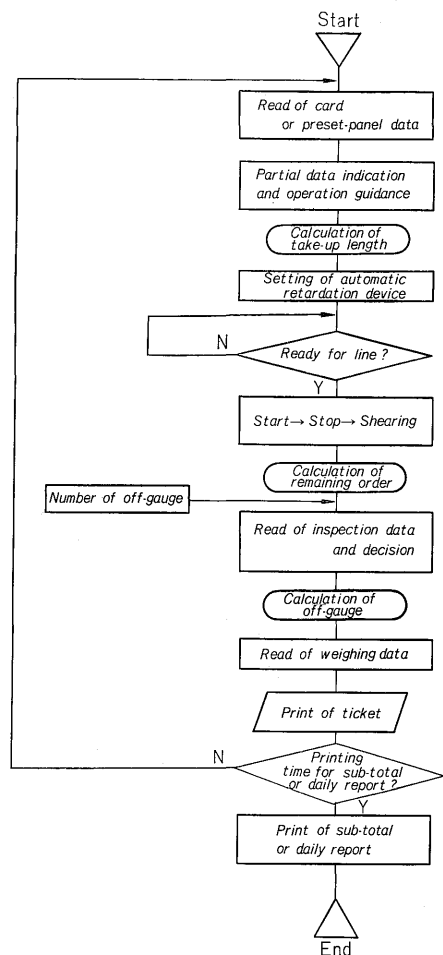 Start
Read of card
or preset-panel data
Partial data indication
and operation guidance
Calculation of
take-up length
Setting of automatic
retardation device
N
Ready for line?
Y
Start→ Stop→ Shearing
Calculation of
remaining order
Number of off-gauge
Read of inspection data
and decision
Calculation of
off-gauge
Read of weighing data
Print of ticket
N
Printing
time for sub-total
or daily report?
Y
Print of sub-total
or daily report
End